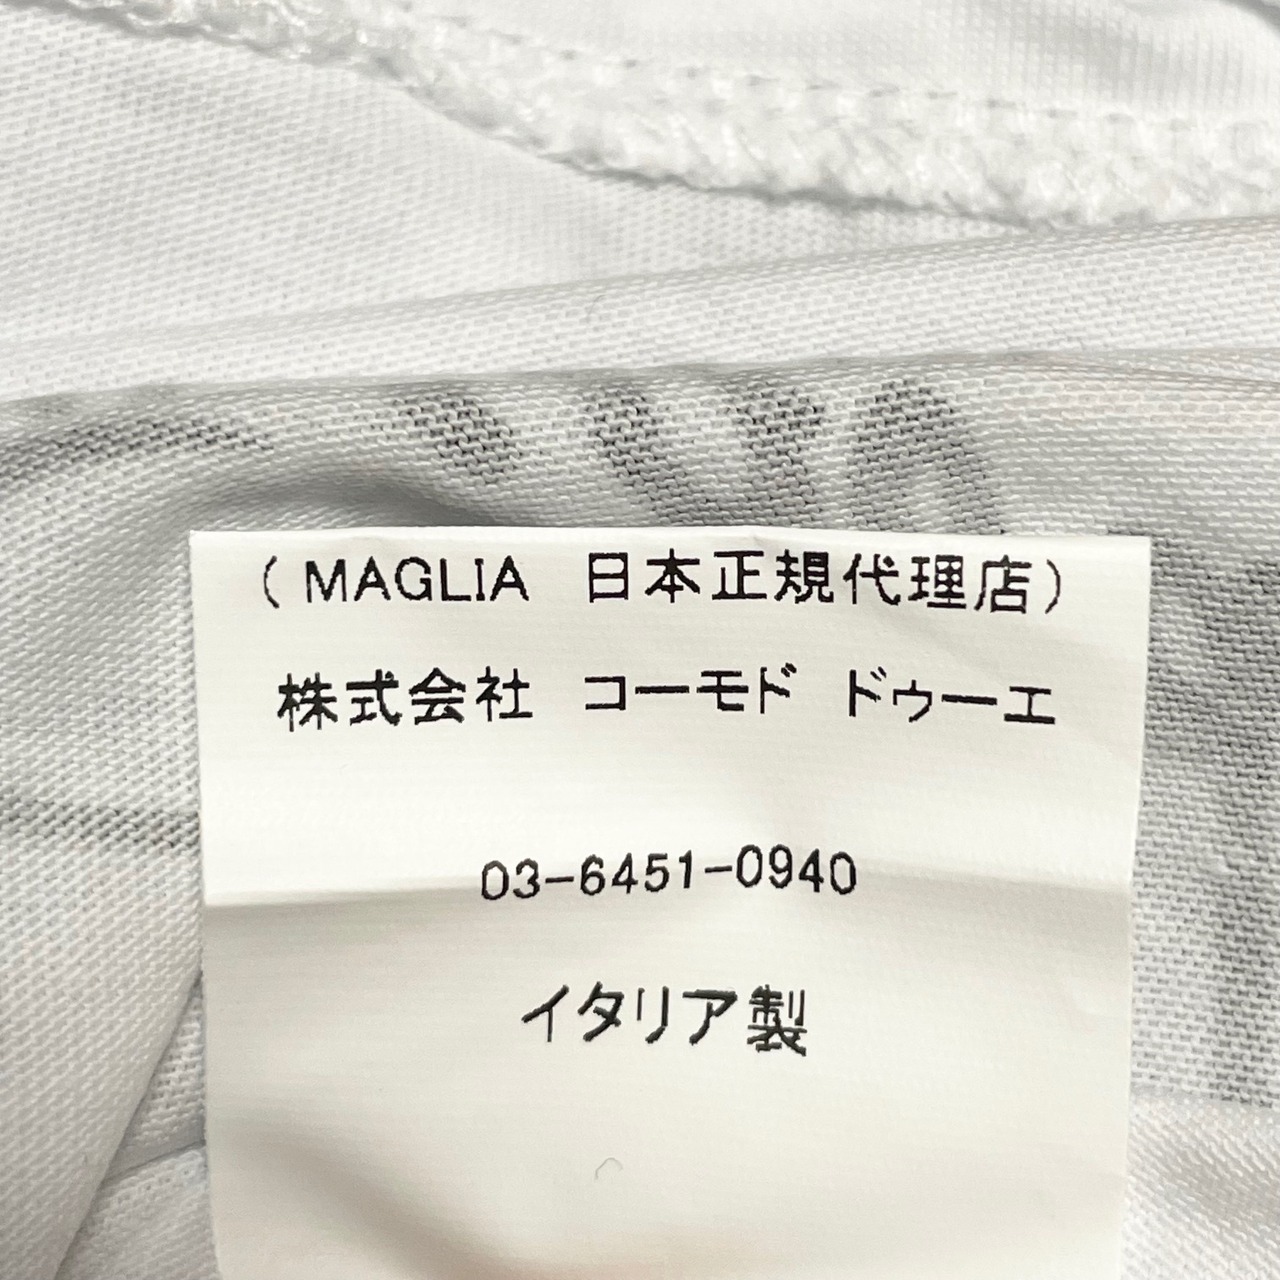 ( MAGLIA 日本正規代理店)
株式会社 コーモド ドゥーエ
03-6451-0940
イタリア製